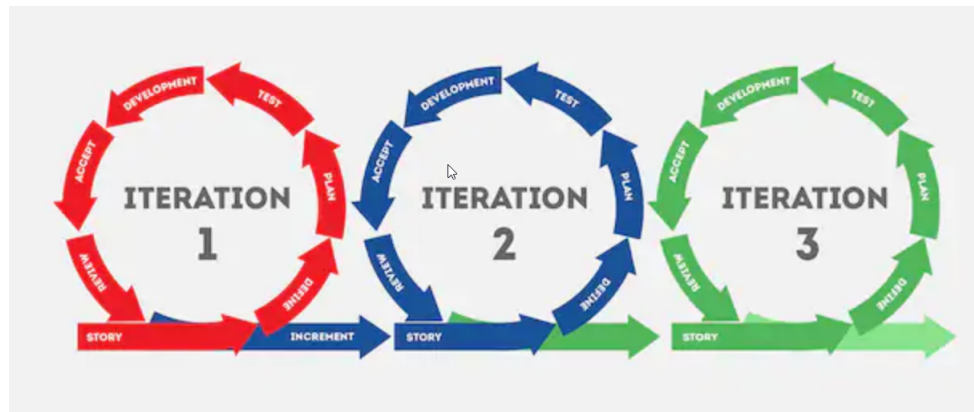 DEVELOPMENT
TEST
ACCEPT
PLAN
ITERATION
1
REVIEW
DEFINE
STORY
INCREMENT
DEVELOPMENT
TEST
ACCEPT
PLAN
ITERATION
2
REVIEW
DEFINE
STORY
DEVELOPMENT
TEST
ACCEPT
PLAN
ITERATION
3
REVIEW
DEFINE
STORY